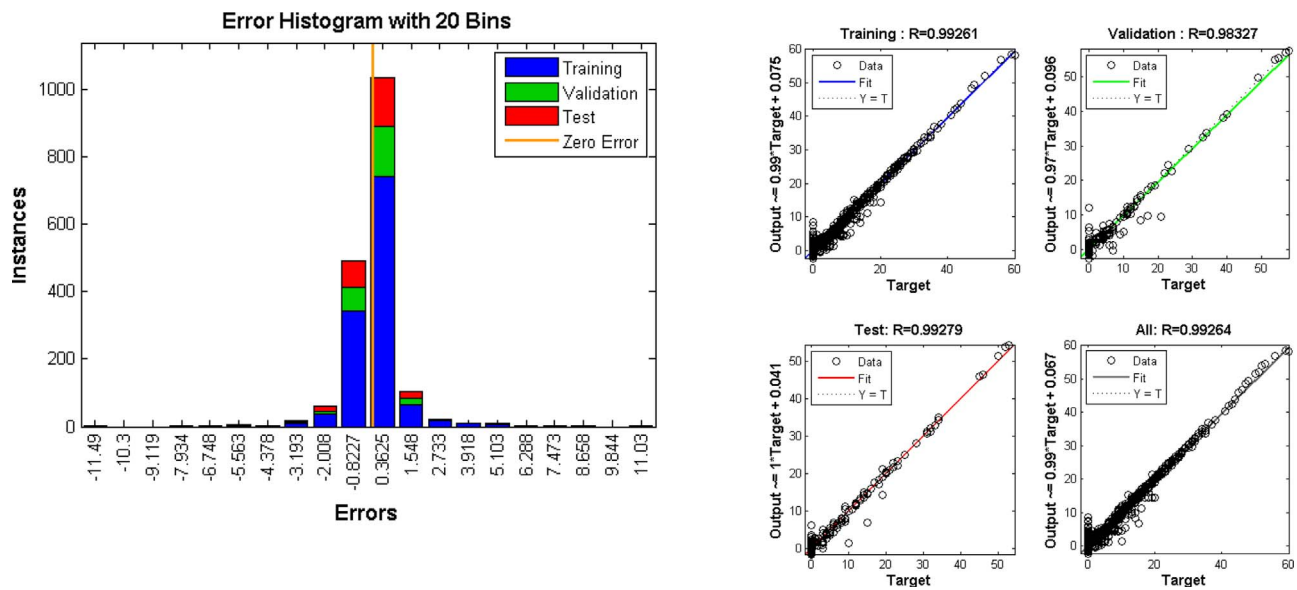 Error Histogram with 20 Bins
Instances
1000
800
600
400
200
0
Training
Validation
Test
Zero Error
-11.49
-10.3
-9.119
-7.934
-6.748
-5.563
-4.378
-3.193
-2.008
-0.8227
0.3625
1.548
2.733
3.918
5.103
6.288
7.473
8.658
9.844
11.03
Errors
Training : R=0.99261
Output ~= 0.99*Target + 0.075
60
50
40
30
20
10
0
Data
Fit
Y = T
0 20 40 60
Target
Validation : R=0.98327
Output ~= 0.97*Target + 0.096
50
40
30
20
10
0
Data
Fit
Y = T
0 10 20 30 40 50
Target
Test: R=0.99279
Output ~= 1*Target + 0.041
50
40
30
20
10
0
Data
Fit
Y = T
0 10 20 30 40 50
Target
All: R=0.99264
Output ~= 0.99*Target + 0.067
60
50
40
30
20
10
0
Data
Fit
Y = T
0 20 40 60
Target